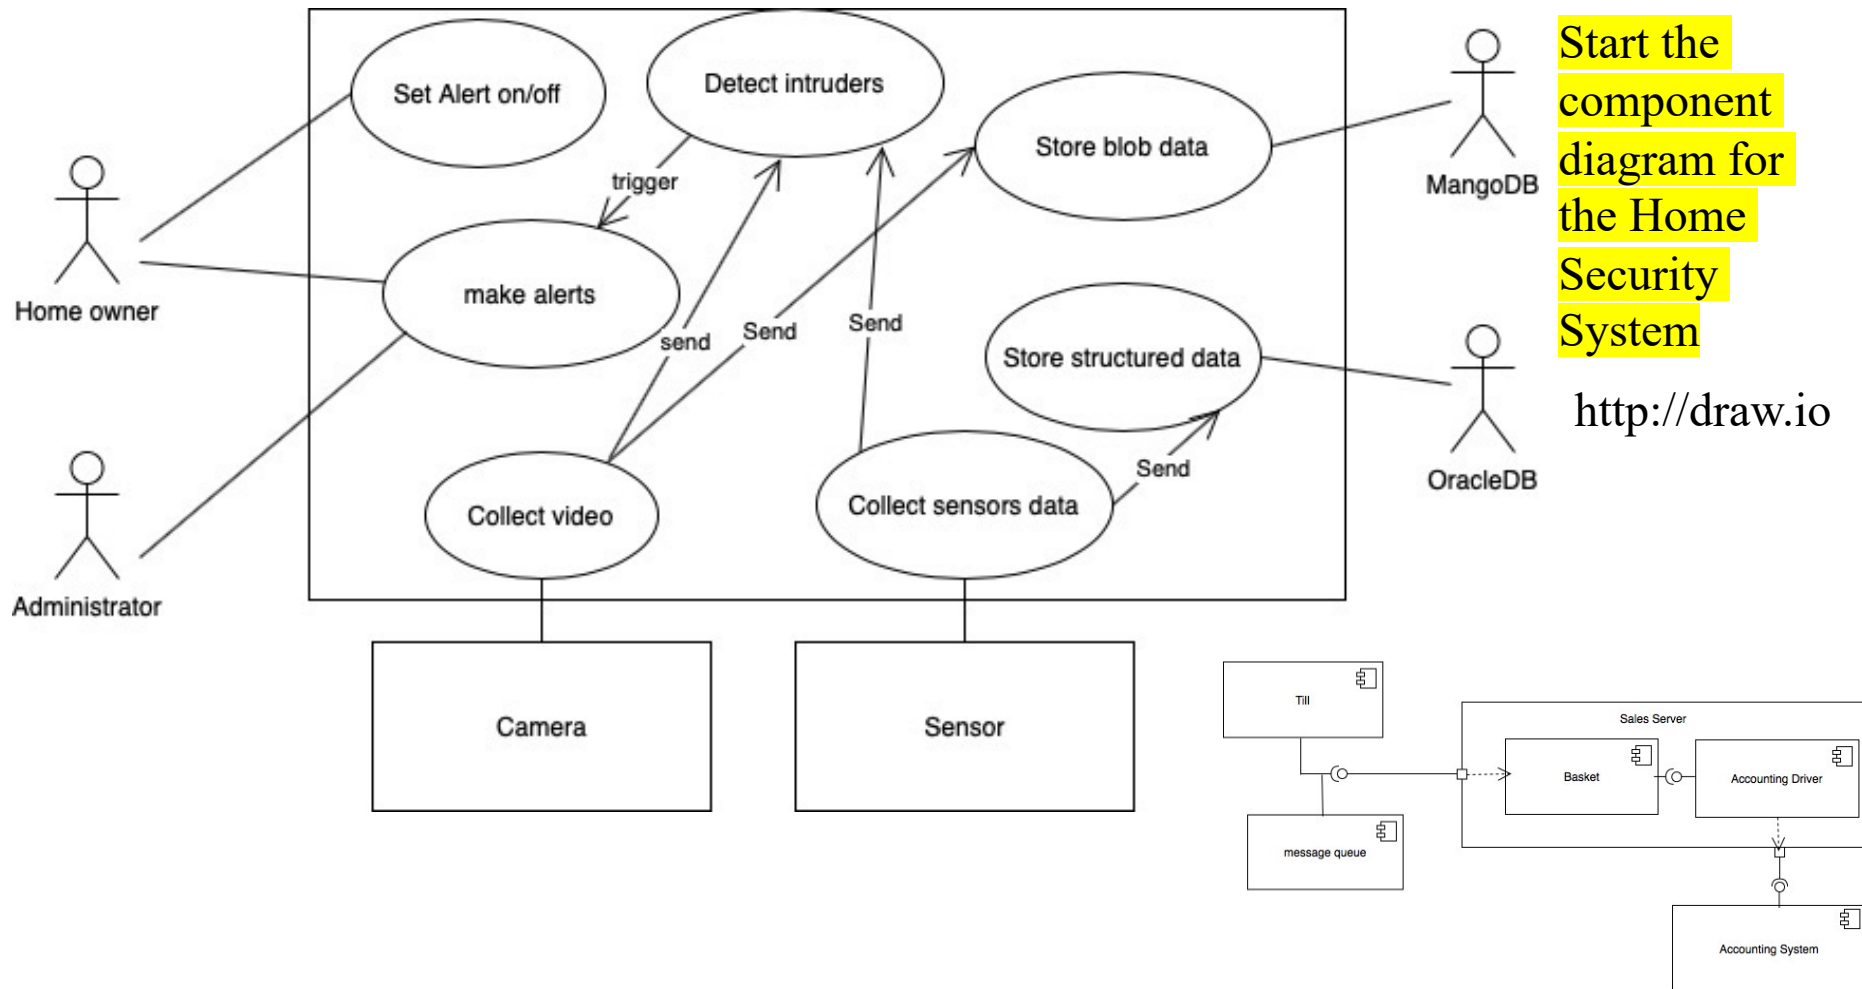 Set Alert on/off
Detect intruders
Store blob data
trigger
make alerts
send
Send
Send
Store structured data
Send
Collect video
Collect sensors data
Home owner
Administrator
MangoDB
OracleDB
Camera
Sensor
Start the
component
diagram for
the Home
Security
System
http://draw.io
Till
message queue
Sales Server
Basket
Accounting Driver
Accounting System